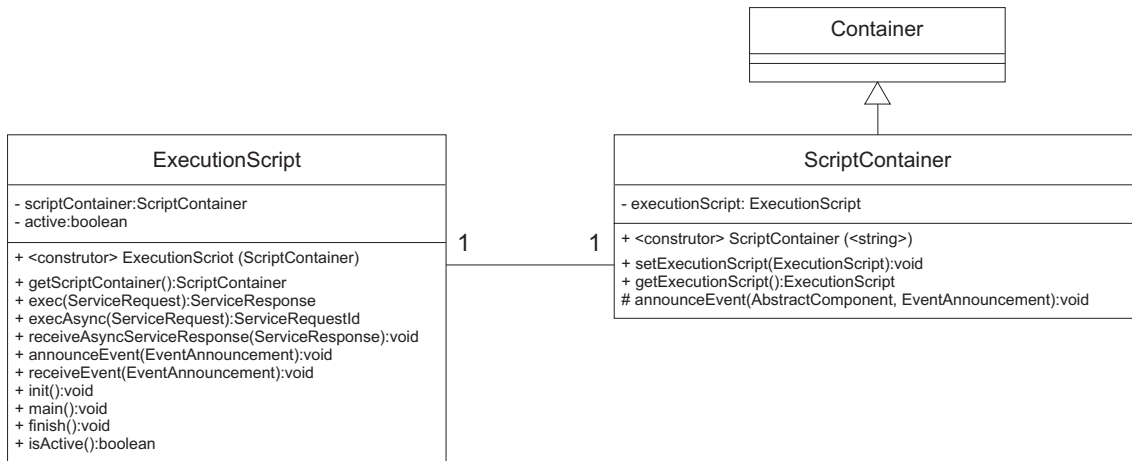 Container
ExecutionScript
- scriptContainer:ScriptContainer
- active:boolean
+ <construtor> ExecutionScriot (ScriptContainer)
+ getScriptContainer():ScriptContainer
+ exec(ServiceRequest):ServiceResponse
+ execAsync(ServiceRequest):ServiceRequestId
+ receiveAsyncServiceResponse(ServiceResponse):void
+ announceEvent(EventAnnouncement):void
+ receiveEvent(EventAnnouncement):void
+ init():void
+ main():void
+ finish():void
+ isActive():boolean
1
1
ScriptContainer
- executionScript: ExecutionScript
+ <construtor> ScriptContainer (<string>)
+ setExecutionScript(ExecutionScript):void
+ getExecutionScript():ExecutionScript
# announceEvent(AbstractComponent, EventAnnouncement):void